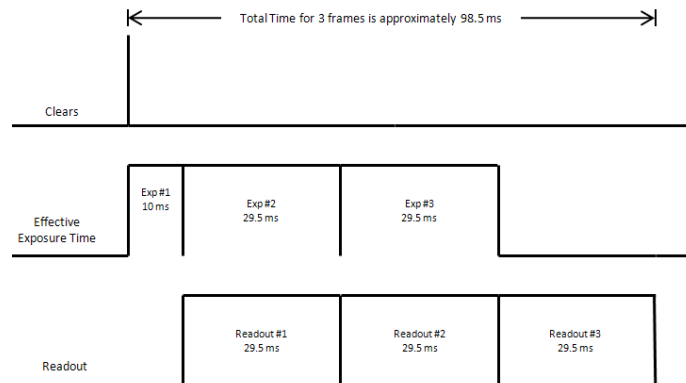 Total Time for 3 frames is approximately 98.5 ms
Clears
Exp #1
10 ms
Exp #2
29.5 ms
Exp #3
29.5 ms
Effective
Exposure Time
Readout #1
29.5 ms
Readout #2
29.5 ms
Readout #3
29.5 ms
Readout